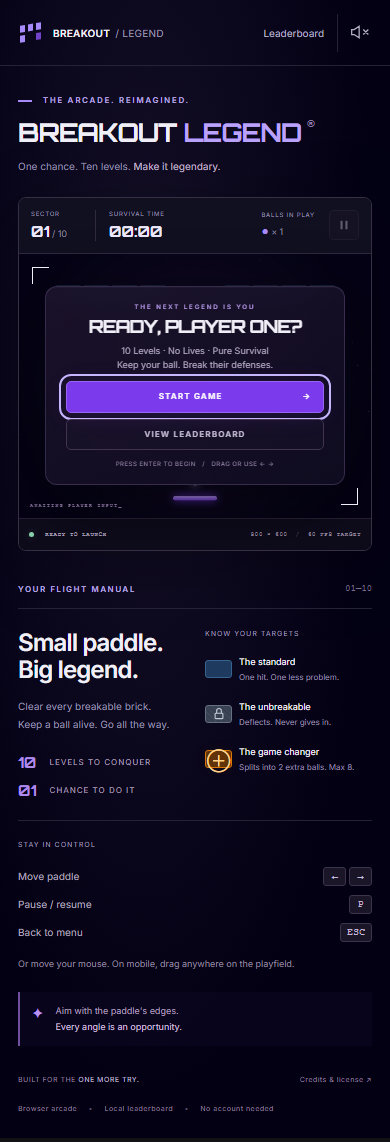 BREAKOUT / LEGEND
Leaderboard
THE ARCADE. REIMAGINED.
BREAKOUT LEGEND ®
One chance. Ten levels. Make it legendary.
SECTOR
01 / 10
SURVIVAL TIME
00:00
BALLS IN PLAY
× 1
THE NEXT LEGEND IS YOU
READY, PLAYER ONE?
10 Levels · No Lives · Pure Survival
Keep your ball. Break their defenses.
START GAME →
VIEW LEADERBOARD
PRESS ENTER TO BEGIN / DRAG OR USE ← →
AWAITING PLAYER INPUT_
READY TO LAUNCH
800 × 600 / 60 FPS TARGET
YOUR FLIGHT MANUAL
01—10
Small paddle.
Big legend.
Clear every breakable brick.
Keep a ball alive. Go all the way.
10 LEVELS TO CONQUER
01 CHANCE TO DO IT
KNOW YOUR TARGETS
The standard
One hit. One less problem.
The unbreakable
Deflects. Never gives in.
The game changer
Splits into 2 extra balls. Max 8.
STAY IN CONTROL
Move paddle ← →
Pause / resume P
Back to menu ESC
Or move your mouse. On mobile, drag anywhere on the playfield.
Aim with the paddle's edges.
Every angle is an opportunity.
BUILT FOR THE ONE MORE TRY.
Credits & license ↗
Browser arcade • Local leaderboard • No account needed